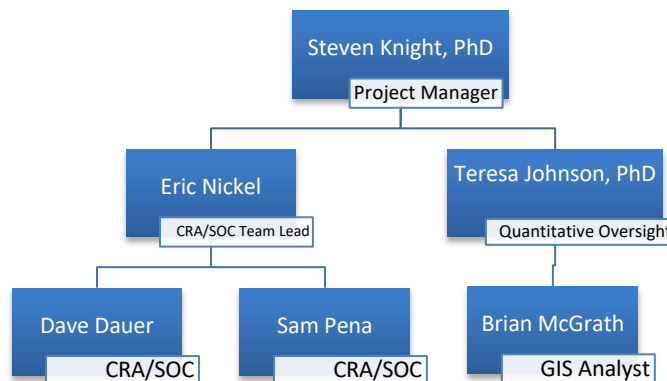 Steven Knight, PhD
Project Manager
Eric Nickel
CRA/SOC Team Lead
Teresa Johnson, PhD
Quantitative Oversight
Dave Dauer
CRA/SOC
Sam Pena
CRA/SOC
Brian McGrath
GIS Analyst